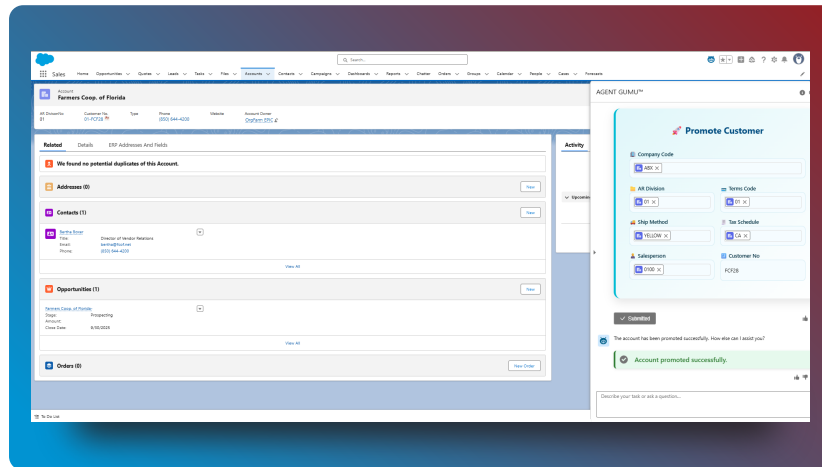 Search...
Sales
Home Opportunities Quotes Leads Tasks Files Accounts Contacts Campaigns Dashboards Reports Chatter Orders Groups Calendar People Cases Forecasts
Account
Farmers Coop. of Florida
AR DivisionNo Customer No Type Phone Website Account Owner
01 01-FCF28 (850) 644-4200 OrgFarm EPIC
Related Details ERP Addresses And Fields
We found no potential duplicates of this Account.
Addresses (0)
New
Contacts (1)
New
Bertha Boxer
Title: Director of Vendor Relations
Email:
Phone: (850) 644-4200
View All
Opportunities (1)
New
Farmers Coop. of Florida
Stage: Prospecting
Amount:
Close Date:
View All
Orders (0)
New Order
To Do List
Activity
Upcoming
AGENT GUMU™
Promote Customer
Company Code
ABX
AR Division
01
Terms Code
01
Ship Method
YELLOW
Tax Schedule
CA
Salesperson
0100
Customer No
FCF28
Submitted
The account has been promoted successfully. How else can I assist you?
Account promoted successfully.
Describe your task or ask a question...